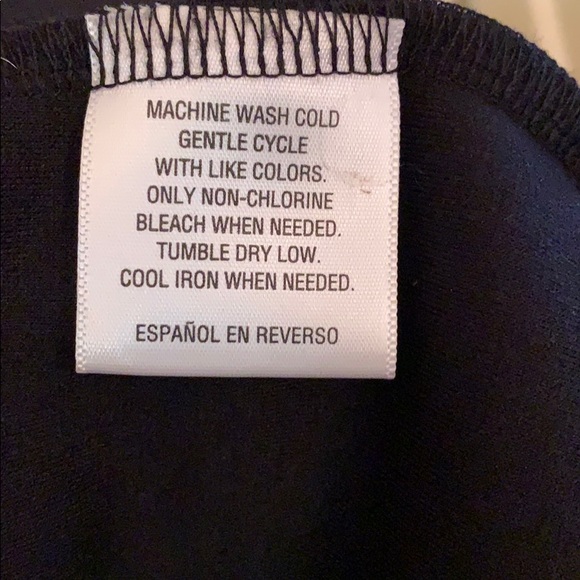 MACHINE WASH COLD
GENTLE CYCLE
WITH LIKE COLORS.
ONLY NON-CHLORINE
BLEACH WHEN NEEDED.
TUMBLE DRY LOW.
COOL IRON WHEN NEEDED.
ESPAÑOL EN REVERSO